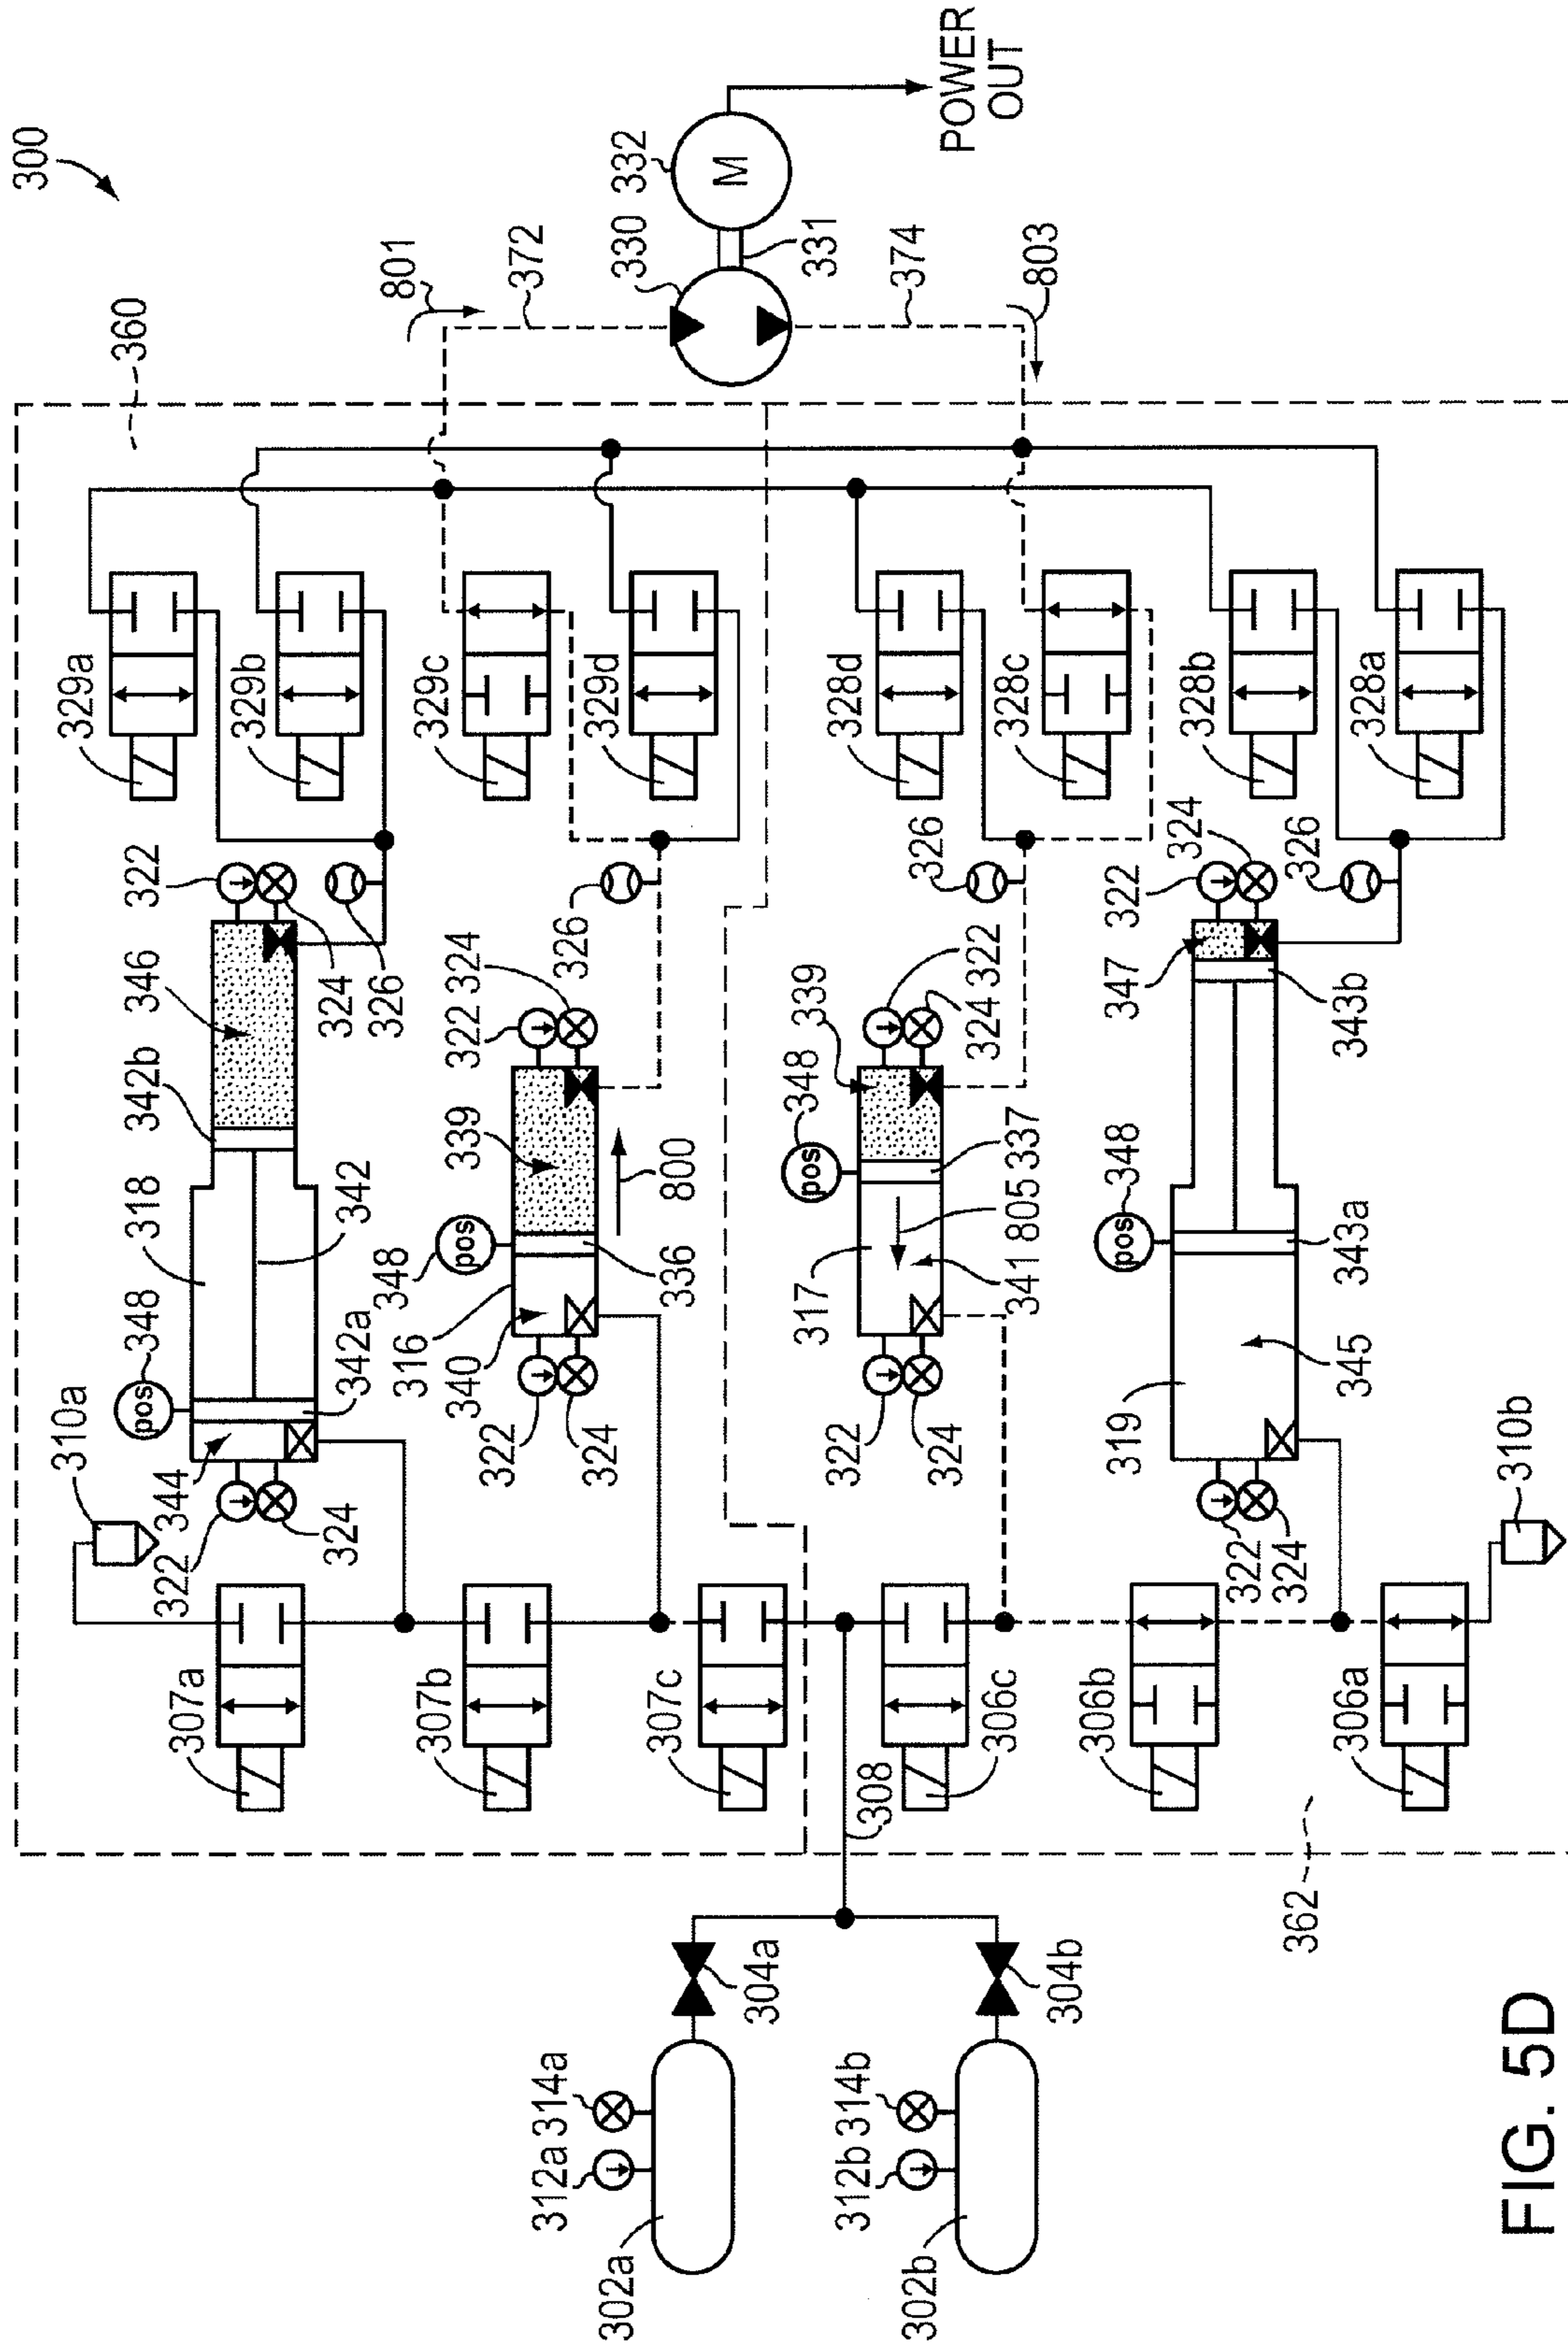 300
360
801
372
330
332
M
331
374
803
POWER
OUT
329a
329b
329c
329d
328d
328c
328b
328a
322
324
326
346
342b
318
342
348
pos
342a
344
310a
322
324
322
324
326
339
800
348
pos
336
316
340
322
324
326
322
324
339
348
pos
337
805
317
341
322
324
322
324
326
347
343b
348
pos
343a
319
345
322
324
310b
307a
307b
307c
308
306c
306b
306a
362
304a
304b
312a
314a
302a
312b
314b
302b
FIG. 5D